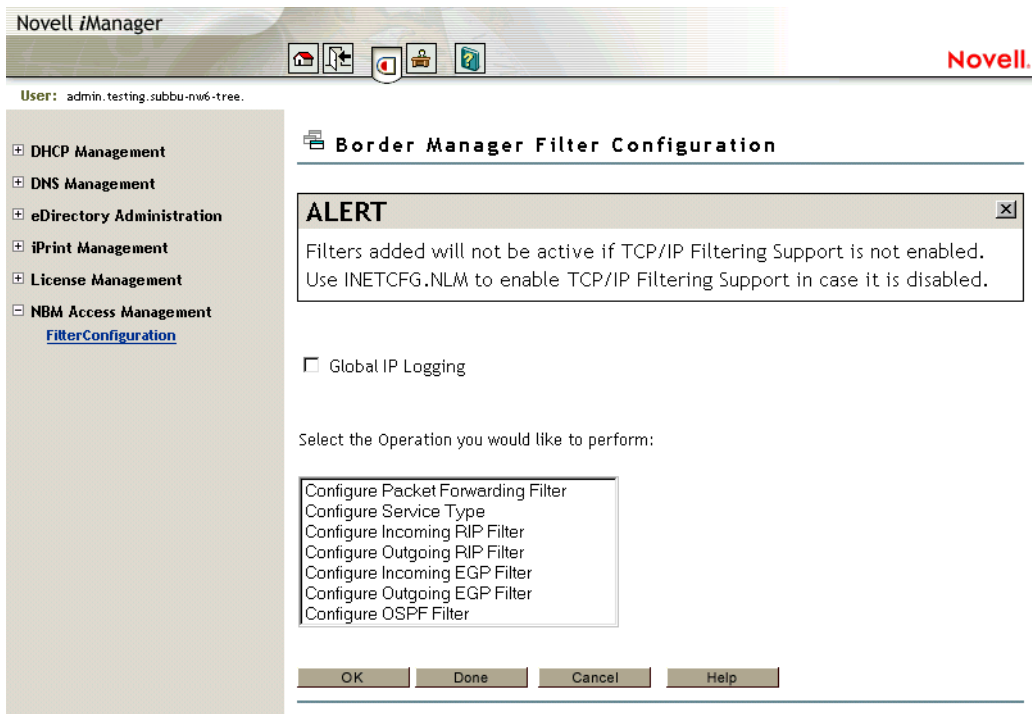 Novell iManager
Novell.
User: admin.testing.subbu-nw6-tree.
DHCP Management
DNS Management
eDirectory Administration
iPrint Management
License Management
NBM Access Management
FilterConfiguration
Border Manager Filter Configuration
ALERT
Filters added will not be active if TCP/IP Filtering Support is not enabled.
Use INETCFG.NLM to enable TCP/IP Filtering Support in case it is disabled.
Global IP Logging
Select the Operation you would like to perform:
Configure Packet Forwarding Filter
Configure Service Type
Configure Incoming RIP Filter
Configure Outgoing RIP Filter
Configure Incoming EGP Filter
Configure Outgoing EGP Filter
Configure OSPF Filter
OK Done Cancel Help